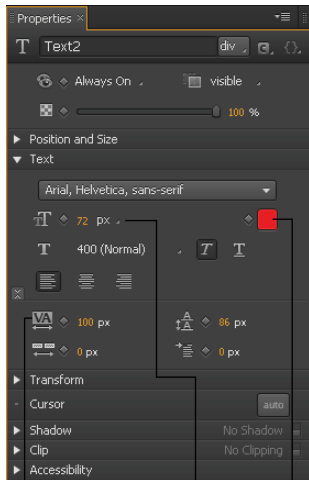 Properties ×
T Text2 div
Always On visible
100 %
Position and Size
Text
Arial, Helvetica, sans-serif
T 72 px
T 400 (Normal) T T
VA 100 px A A 86 px
0 px 0 px
Transform
Cursor auto
Shadow No Shadow
Clip No Clipping
Accessibility